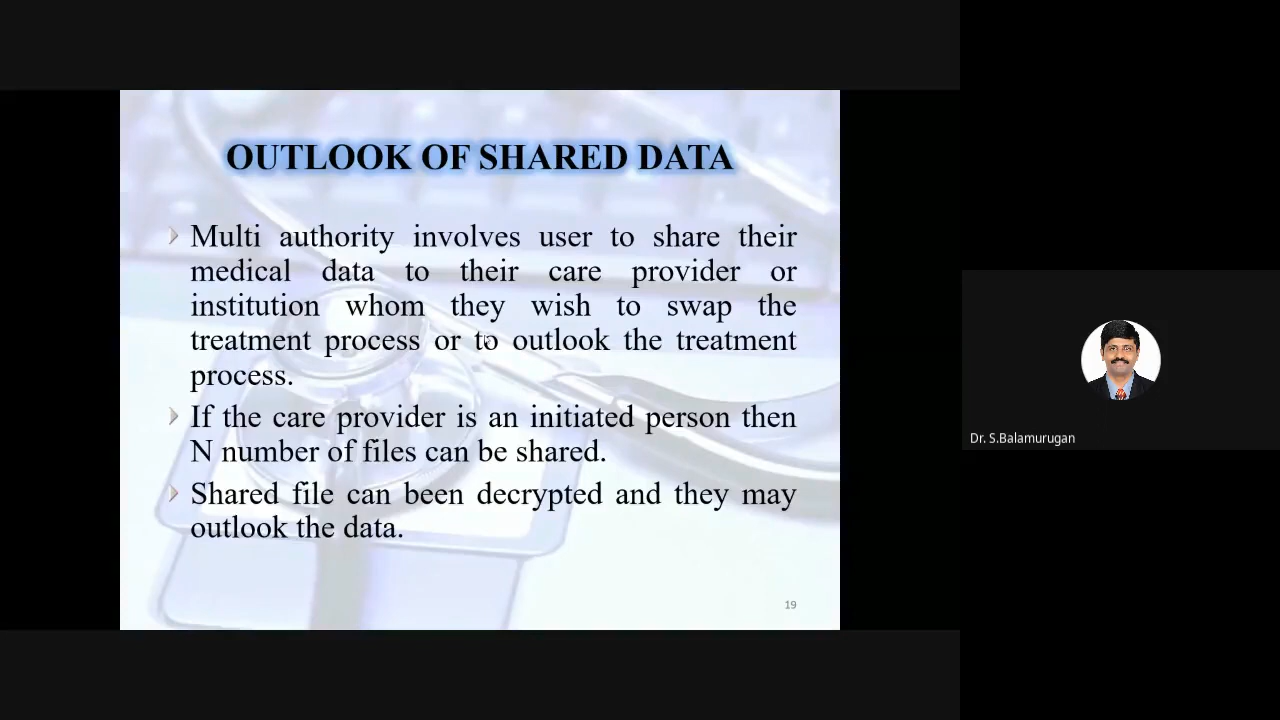 OUTLOOK OF SHARED DATA
Multi authority involves user to share their
medical data to their care provider or
institution whom they wish to swap the
treatment process or to outlook the treatment
process.
If the care provider is an initiated person then
N number of files can be shared.
Shared file can been decrypted and they may
outlook the data.
19
Dr. S.Balamurugan